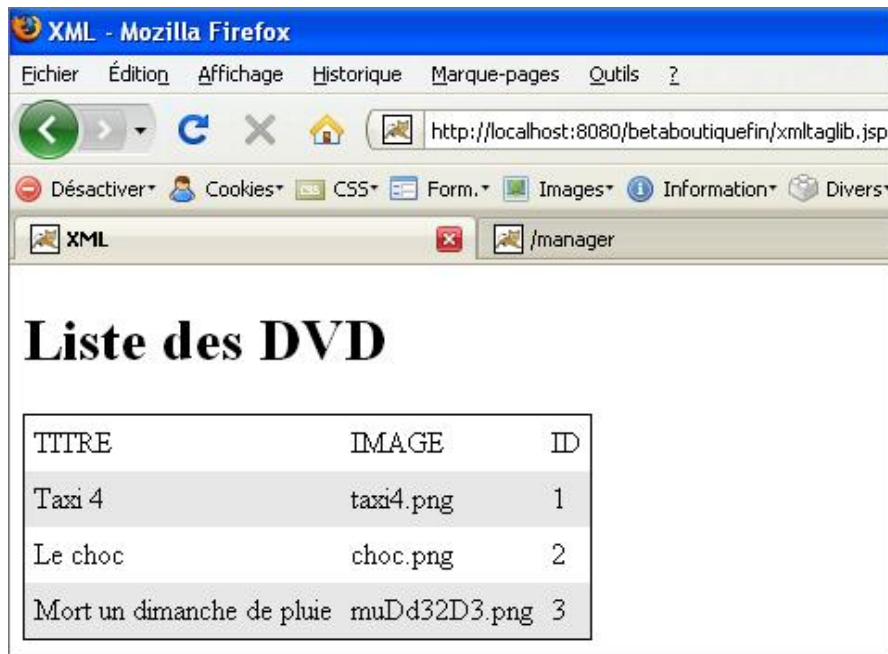 XML - Mozilla Firefox
Fichier Édition Affichage Historique Marque-pages Outils ?
http://localhost:8080/betaboutiquefin/xmltaglib.jsp
Désactiver Cookies CSS Form. Images Information Divers
XML /manager
Liste des DVD
TITRE IMAGE ID
Taxi 4 taxi4.png 1
Le choc choc.png 2
Mort un dimanche de pluie muDd32D3.png 3